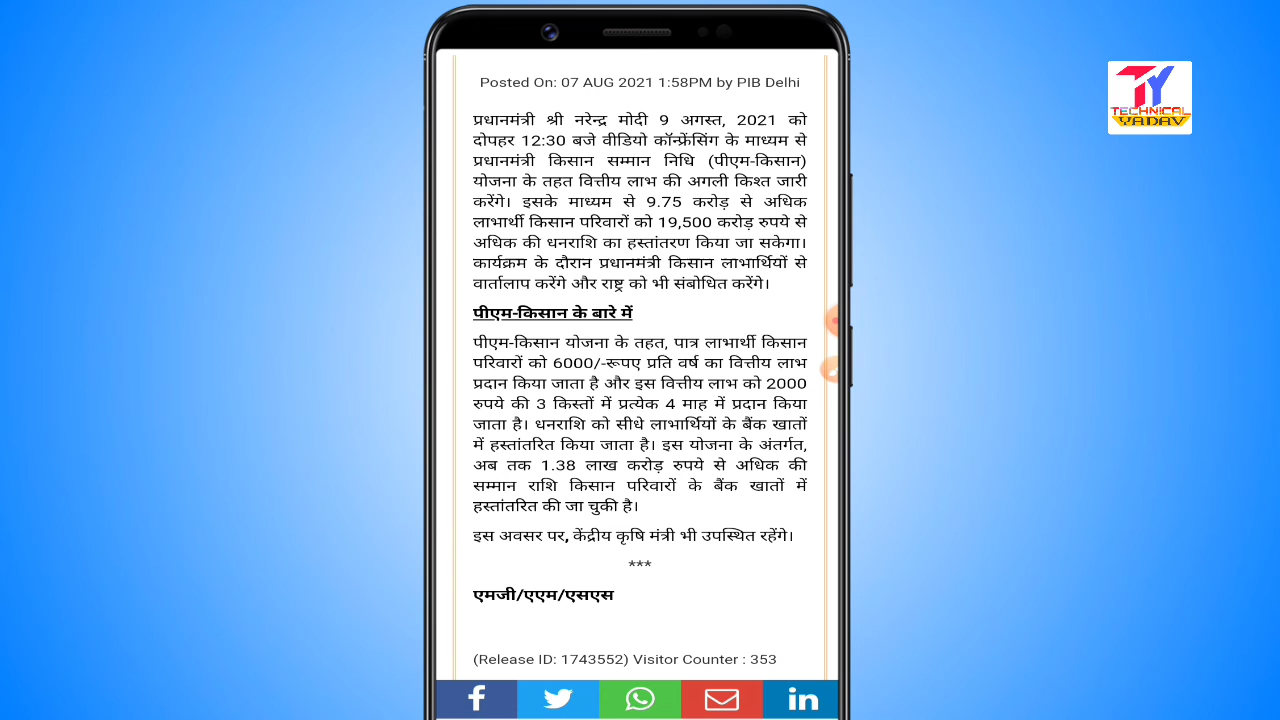 Posted On: 07 AUG 2021 1:58PM by PIB Delhi
TY
TECHNICAL
YADAV
प्रधानमंत्री श्री नरेन्द्र मोदी 9 अगस्त, 2021 को
दोपहर 12:30 बजे वीडियो कॉन्फ्रेंसिंग के माध्यम से
प्रधानमंत्री किसान सम्मान निधि (पीएम-किसान)
योजना के तहत वित्तीय लाभ की अगली किश्त जारी
करेंगे। इसके माध्यम से 9.75 करोड़ से अधिक
लाभार्थी किसान परिवारों को 19,500 करोड़ रुपये से
अधिक की धनराशि का हस्तांतरण किया जा सकेगा।
कार्यक्रम के दौरान प्रधानमंत्री किसान लाभार्थियों से
वार्तालाप करेंगे और राष्ट्र को भी संबोधित करेंगे।
पीएम-किसान के बारे में
पीएम-किसान योजना के तहत, पात्र लाभार्थी किसान
परिवारों को 6000/-रूपए प्रति वर्ष का वित्तीय लाभ
प्रदान किया जाता है और इस वित्तीय लाभ को 2000
रुपये की 3 किस्तों में प्रत्येक 4 माह में प्रदान किया
जाता है। धनराशि को सीधे लाभार्थियों के बैंक खातों
में हस्तांतरित किया जाता है। इस योजना के अंतर्गत,
अब तक 1.38 लाख करोड़ रुपये से अधिक की
सम्मान राशि किसान परिवारों के बैंक खातों में
हस्तांतरित की जा चुकी है।
इस अवसर पर, केंद्रीय कृषि मंत्री भी उपस्थित रहेंगे।
***
एमजी/एएम/एसएस
(Release ID: 1743552) Visitor Counter : 353